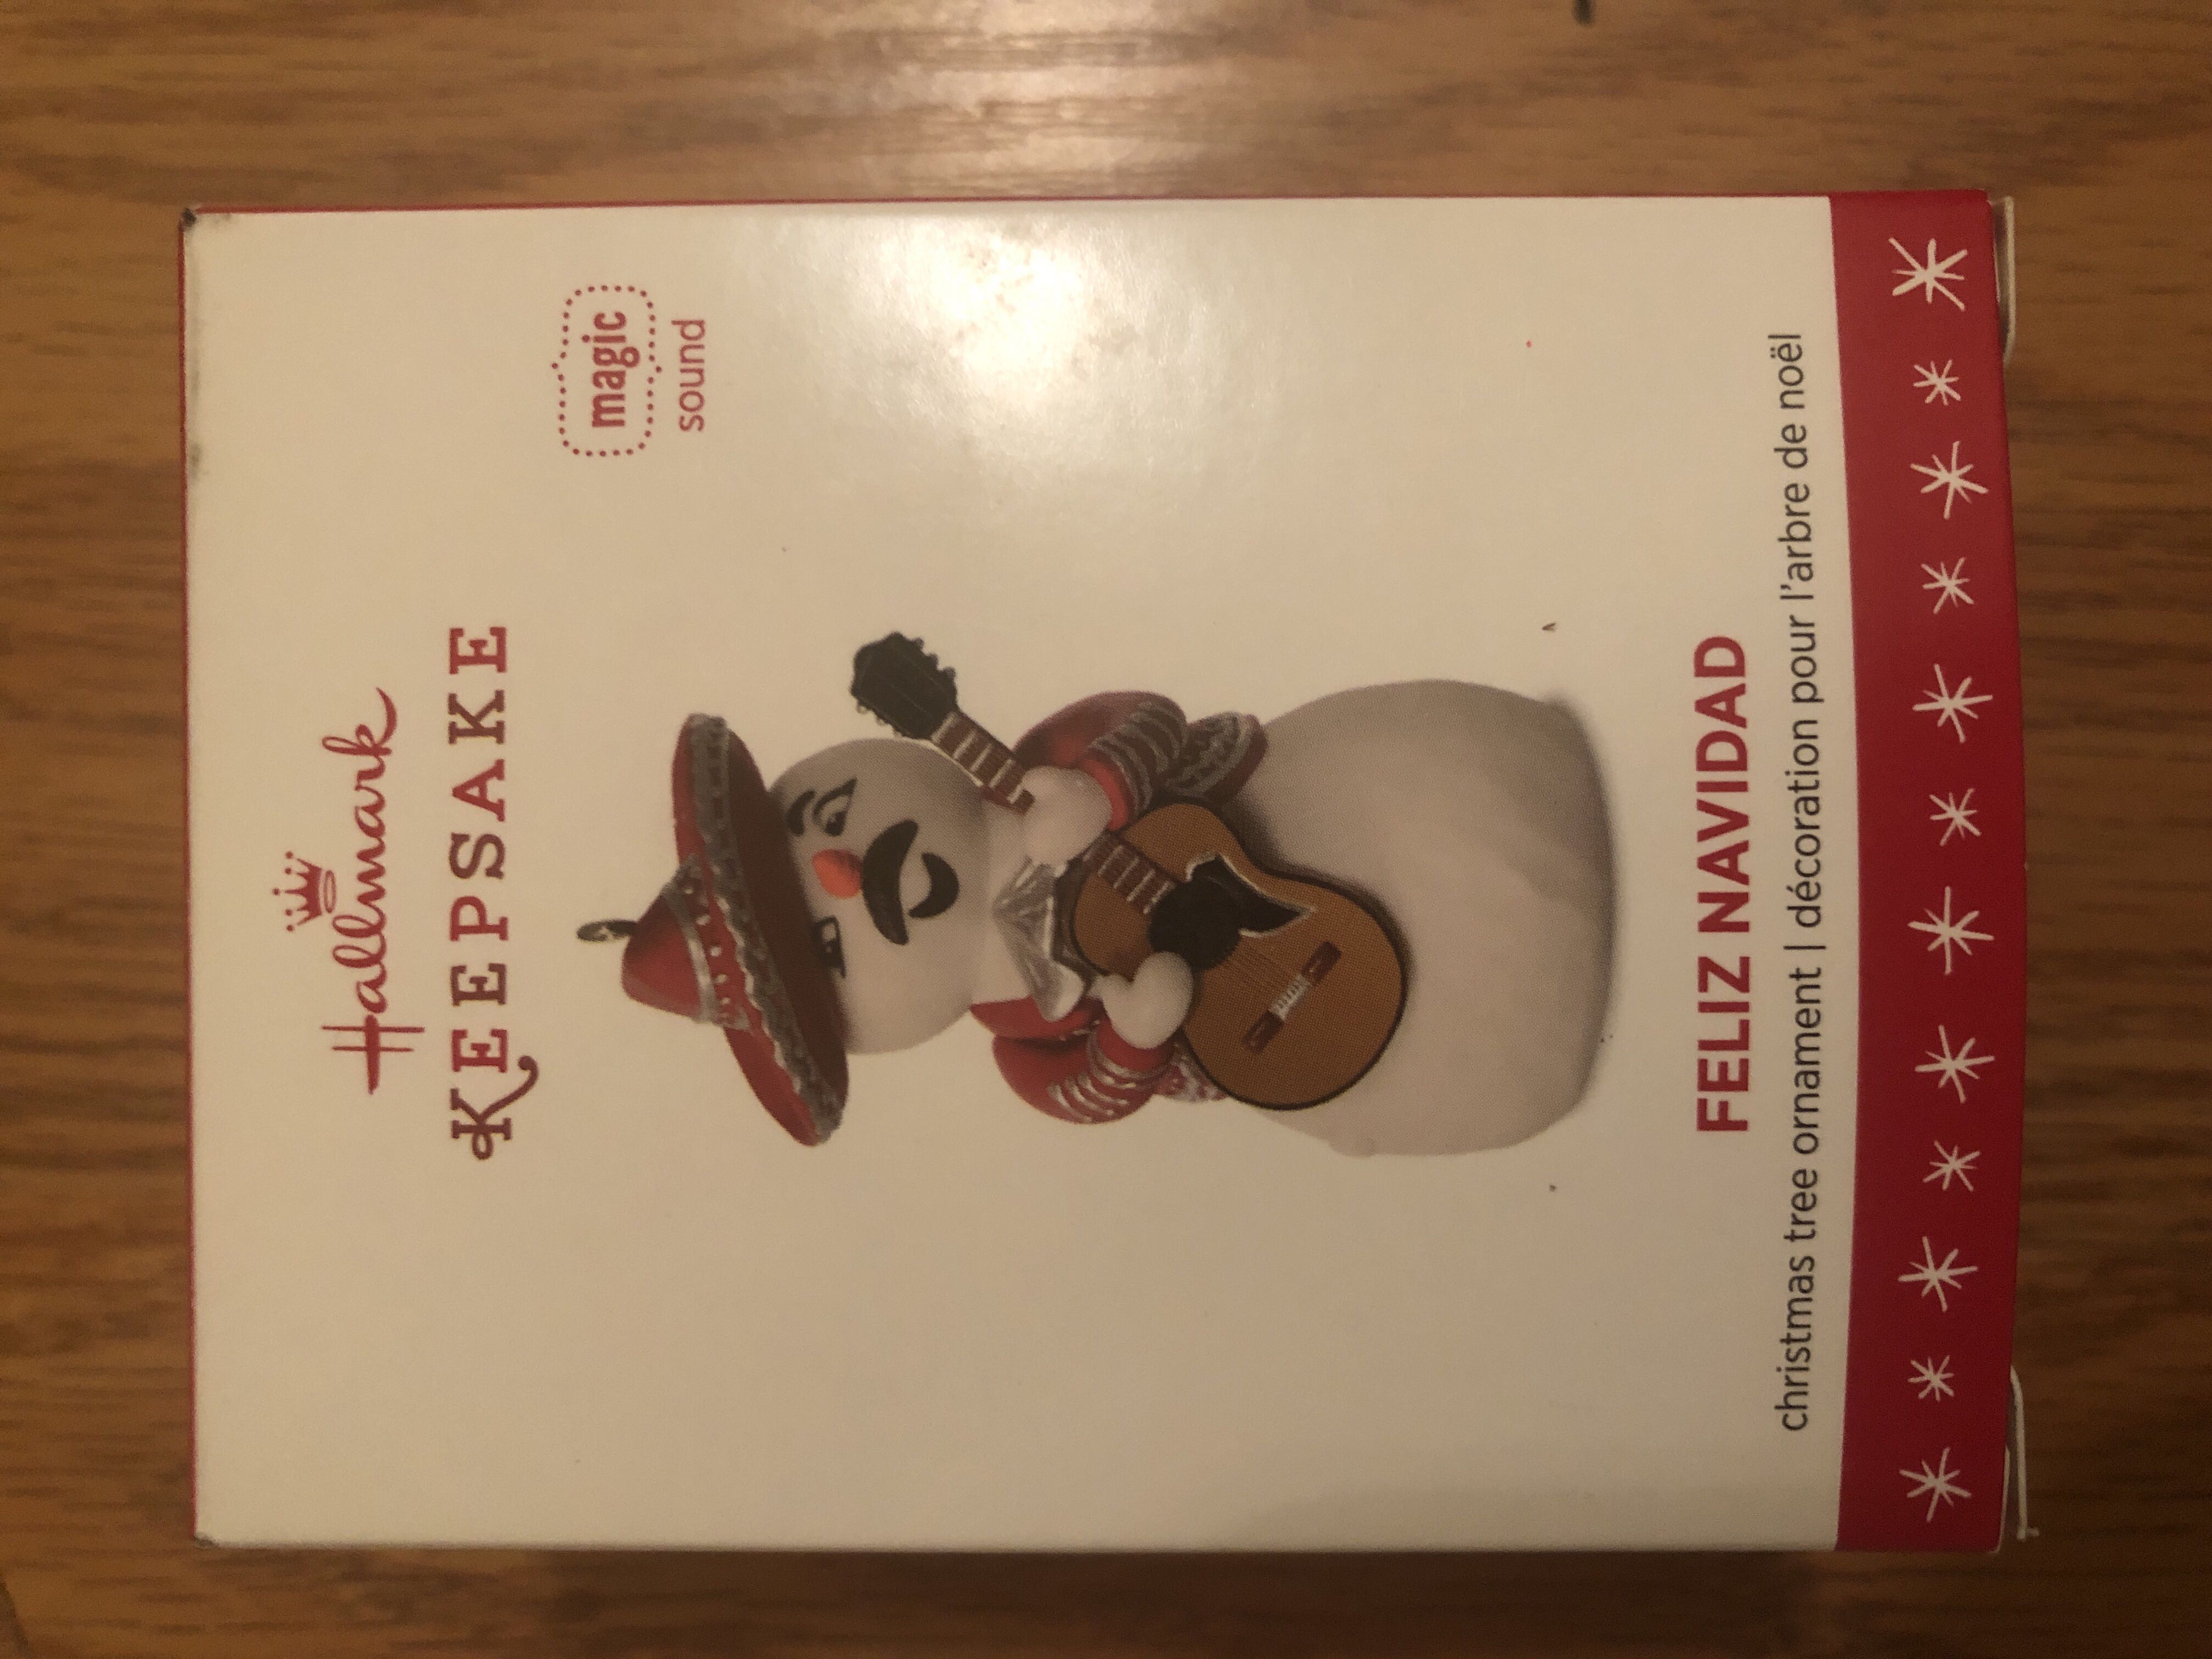 Hallmark
KEEPSAKE
magic
sound
FELIZ NAVIDAD
christmas tree ornament | décoration pour l'arbre de noël